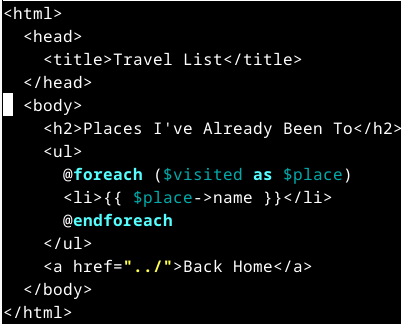 <html>
  <head>
    <title>Travel List</title>
  </head>
  <body>
    <h2>Places I've Already Been To</h2>
    <ul>
      @foreach ($visited as $place)
      <li>{{ $place->name }}</li>
      @endforeach
    </ul>
    <a href="../">Back Home</a>
  </body>
</html>